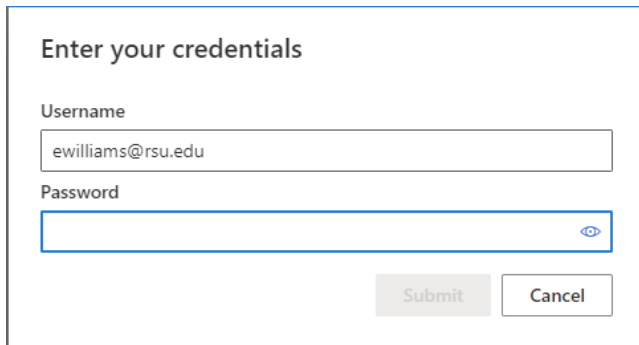 Enter your credentials
Username
ewilliams@rsu.edu
Password
Submit Cancel